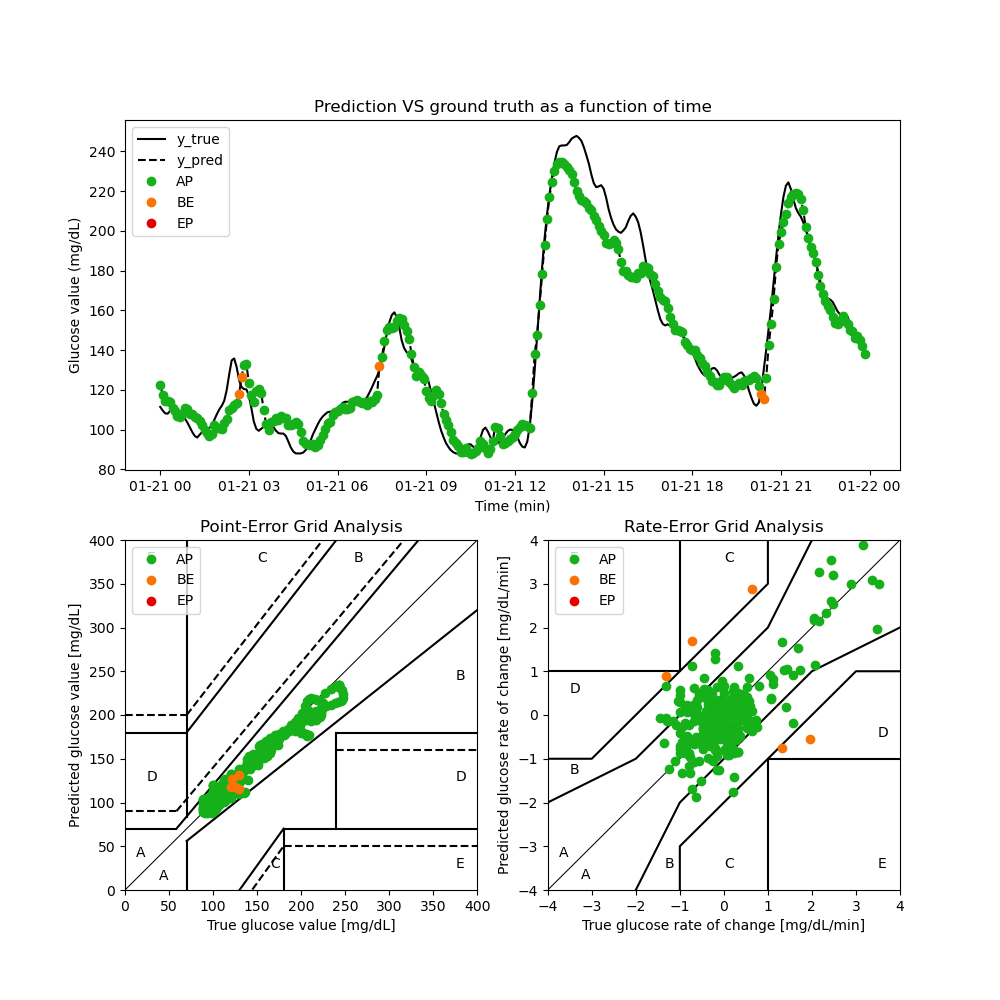 Prediction VS ground truth as a function of time
Glucose value (mg/dL)
240
220
200
180
160
140
120
100
80
y_true
y_pred
AP
BE
EP
01-21 00 01-21 03 01-21 06 01-21 09 01-21 12 01-21 15 01-21 18 01-21 21 01-22 00
Time (min)
Point-Error Grid Analysis
Predicted glucose value [mg/dL]
400
350
300
250
200
150
100
50
0
AP
BE
EP
C B
B
D D
A
A C E
0 50 100 150 200 250 300 350 400
True glucose value [mg/dL]
Rate-Error Grid Analysis
Predicted glucose rate of change [mg/dL/min]
4
3
2
1
0
−1
−2
−3
−4
AP
BE
EP
C
D
D
B
A
A B C E
−4 −3 −2 −1 0 1 2 3 4
True glucose rate of change [mg/dL/min]